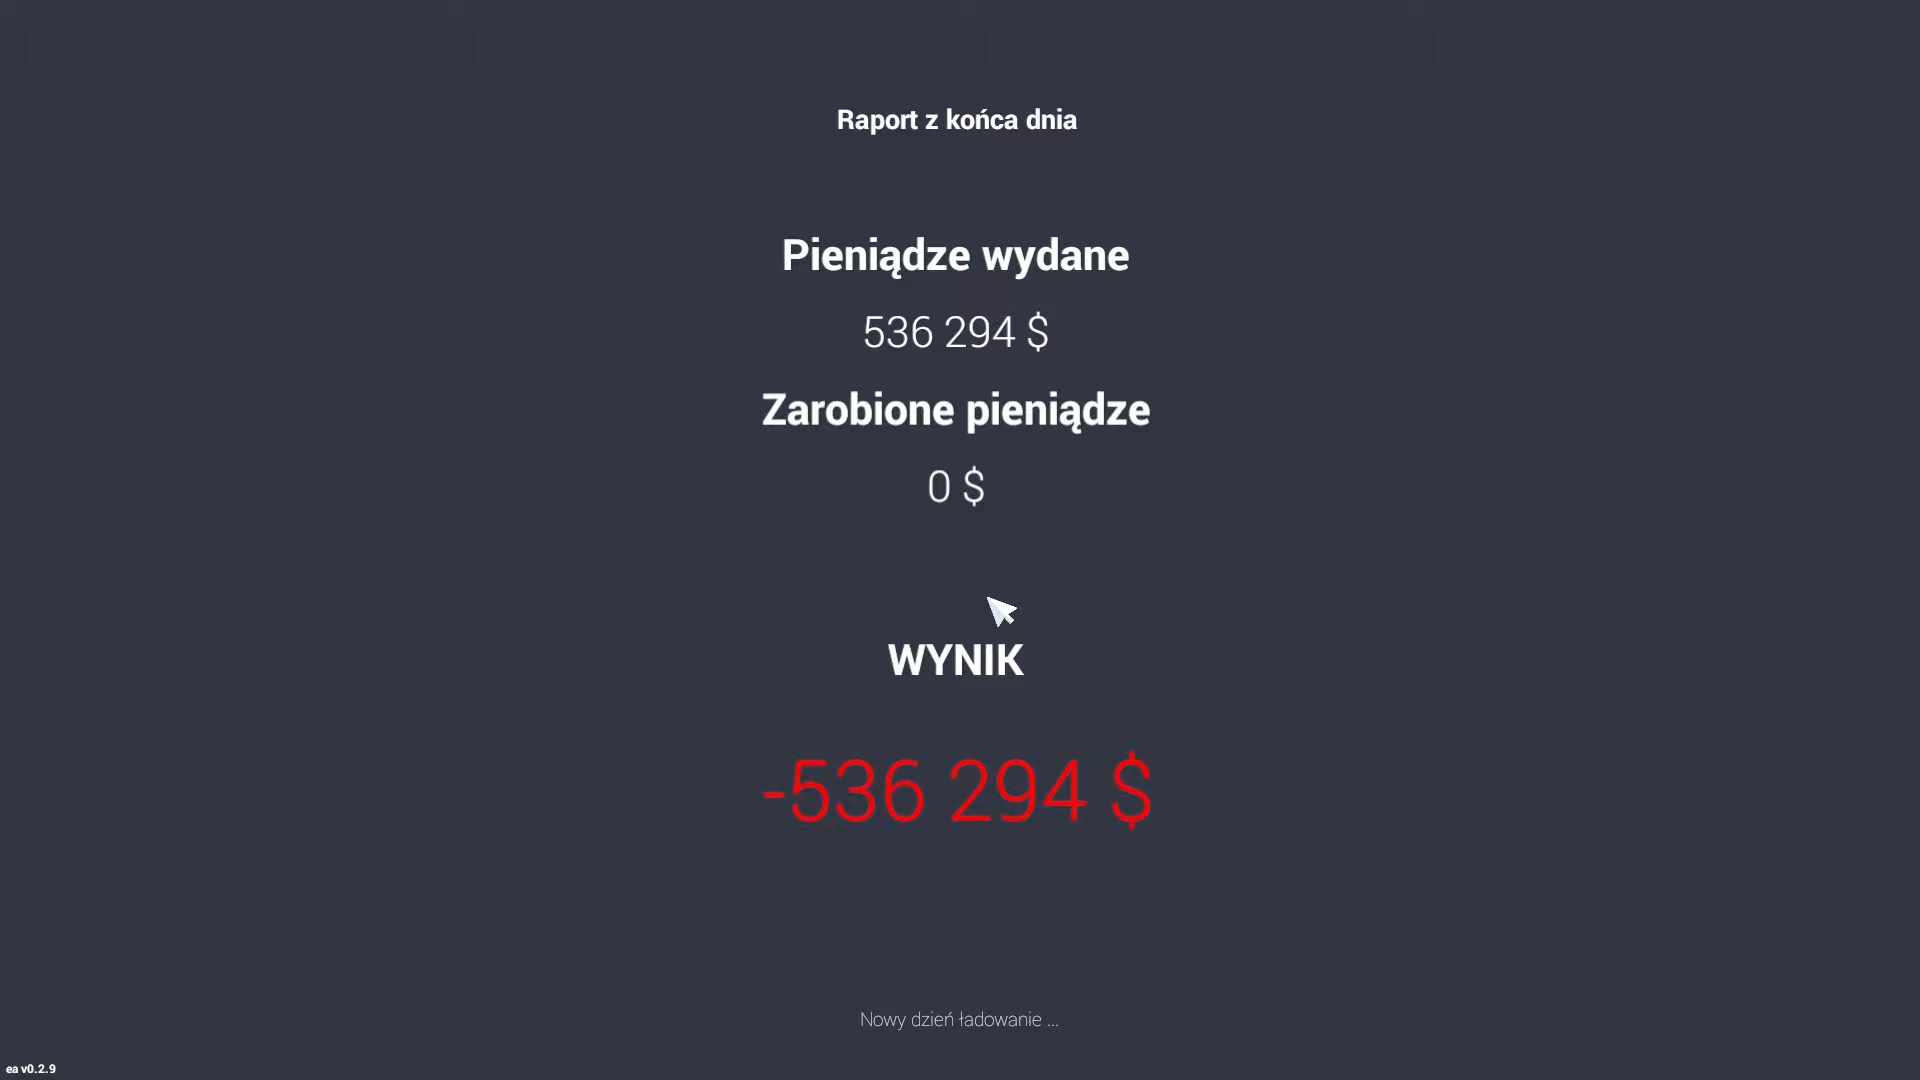 Raport z końca dnia
Pieniądze wydane
536 294 $
Zarobione pieniądze
0 $
WYNIK
-536 294 $
Nowy dzień ładowanie ...
ea v0.2.9